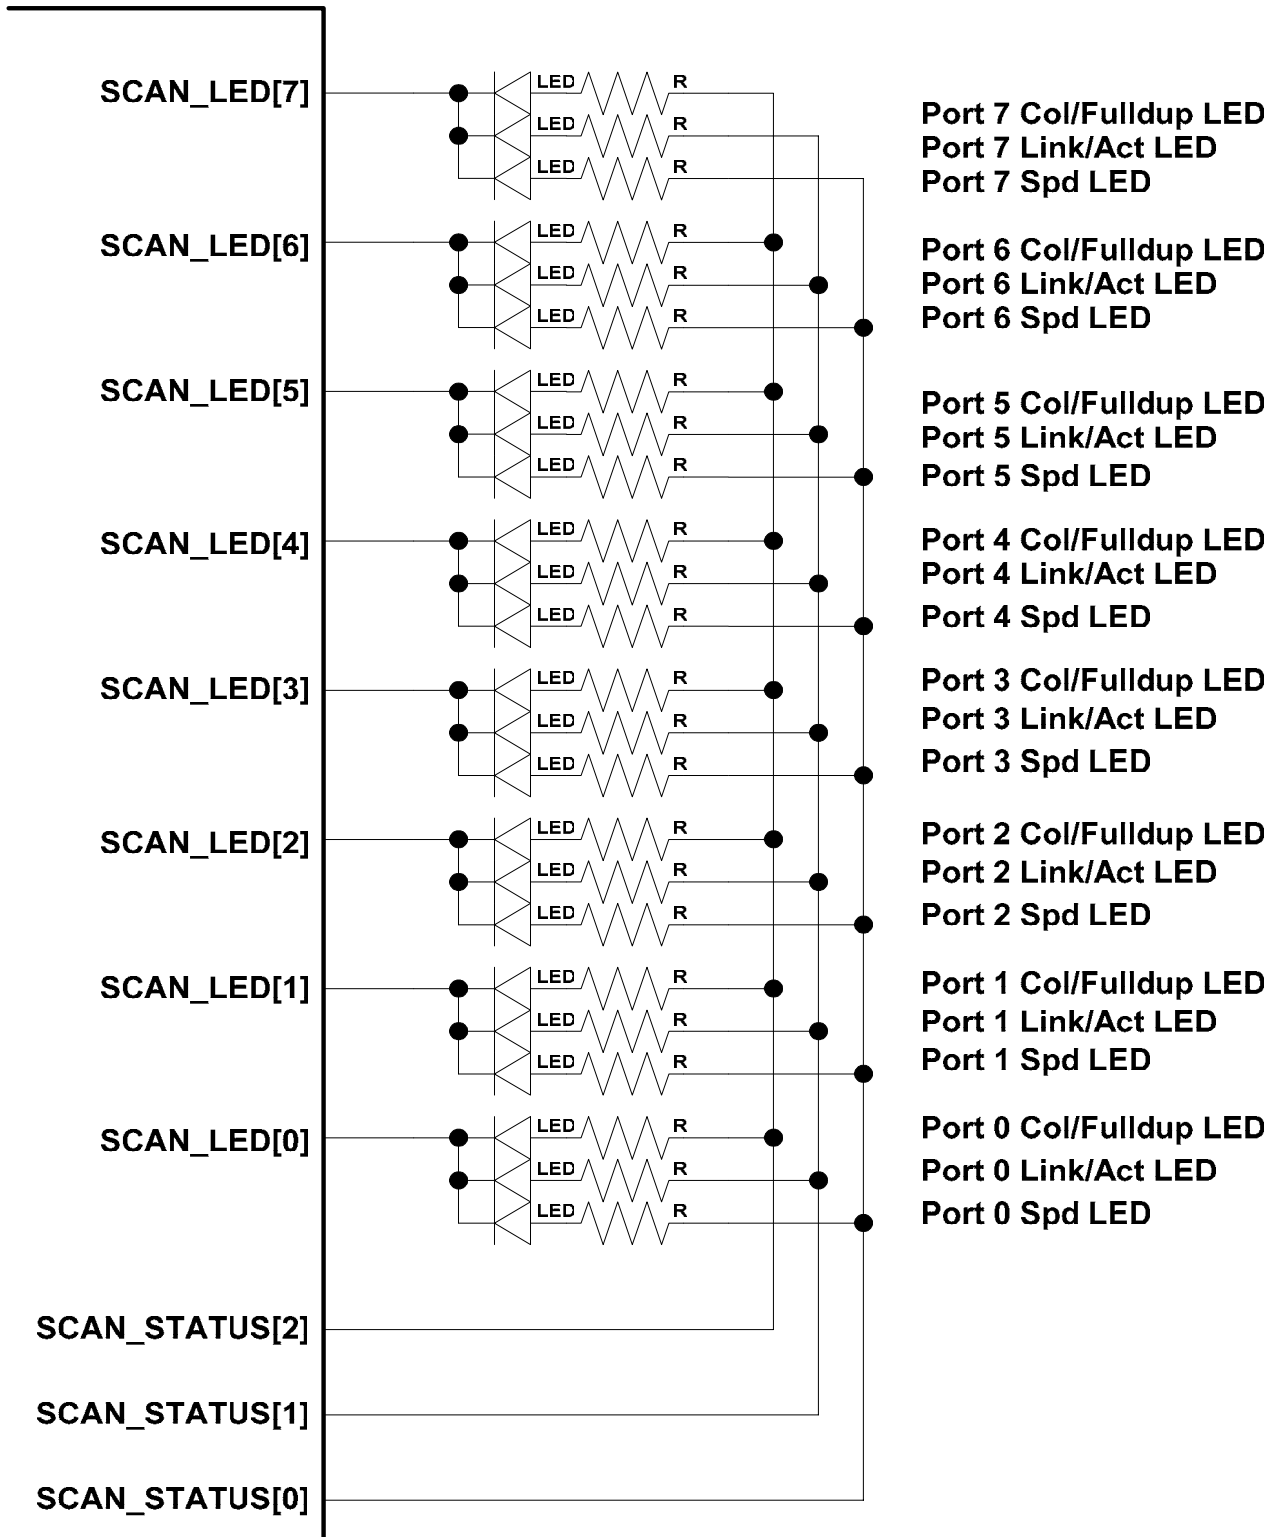 SCAN_LED[7] LED R
LED R
LED R
Port 7 Col/Fulldup LED
Port 7 Link/Act LED
Port 7 Spd LED
SCAN_LED[6] LED R
LED R
LED R
Port 6 Col/Fulldup LED
Port 6 Link/Act LED
Port 6 Spd LED
SCAN_LED[5] LED R
LED R
LED R
Port 5 Col/Fulldup LED
Port 5 Link/Act LED
Port 5 Spd LED
SCAN_LED[4] LED R
LED R
LED R
Port 4 Col/Fulldup LED
Port 4 Link/Act LED
Port 4 Spd LED
SCAN_LED[3] LED R
LED R
LED R
Port 3 Col/Fulldup LED
Port 3 Link/Act LED
Port 3 Spd LED
SCAN_LED[2] LED R
LED R
LED R
Port 2 Col/Fulldup LED
Port 2 Link/Act LED
Port 2 Spd LED
SCAN_LED[1] LED R
LED R
LED R
Port 1 Col/Fulldup LED
Port 1 Link/Act LED
Port 1 Spd LED
SCAN_LED[0] LED R
LED R
LED R
Port 0 Col/Fulldup LED
Port 0 Link/Act LED
Port 0 Spd LED
SCAN_STATUS[2]
SCAN_STATUS[1]
SCAN_STATUS[0]